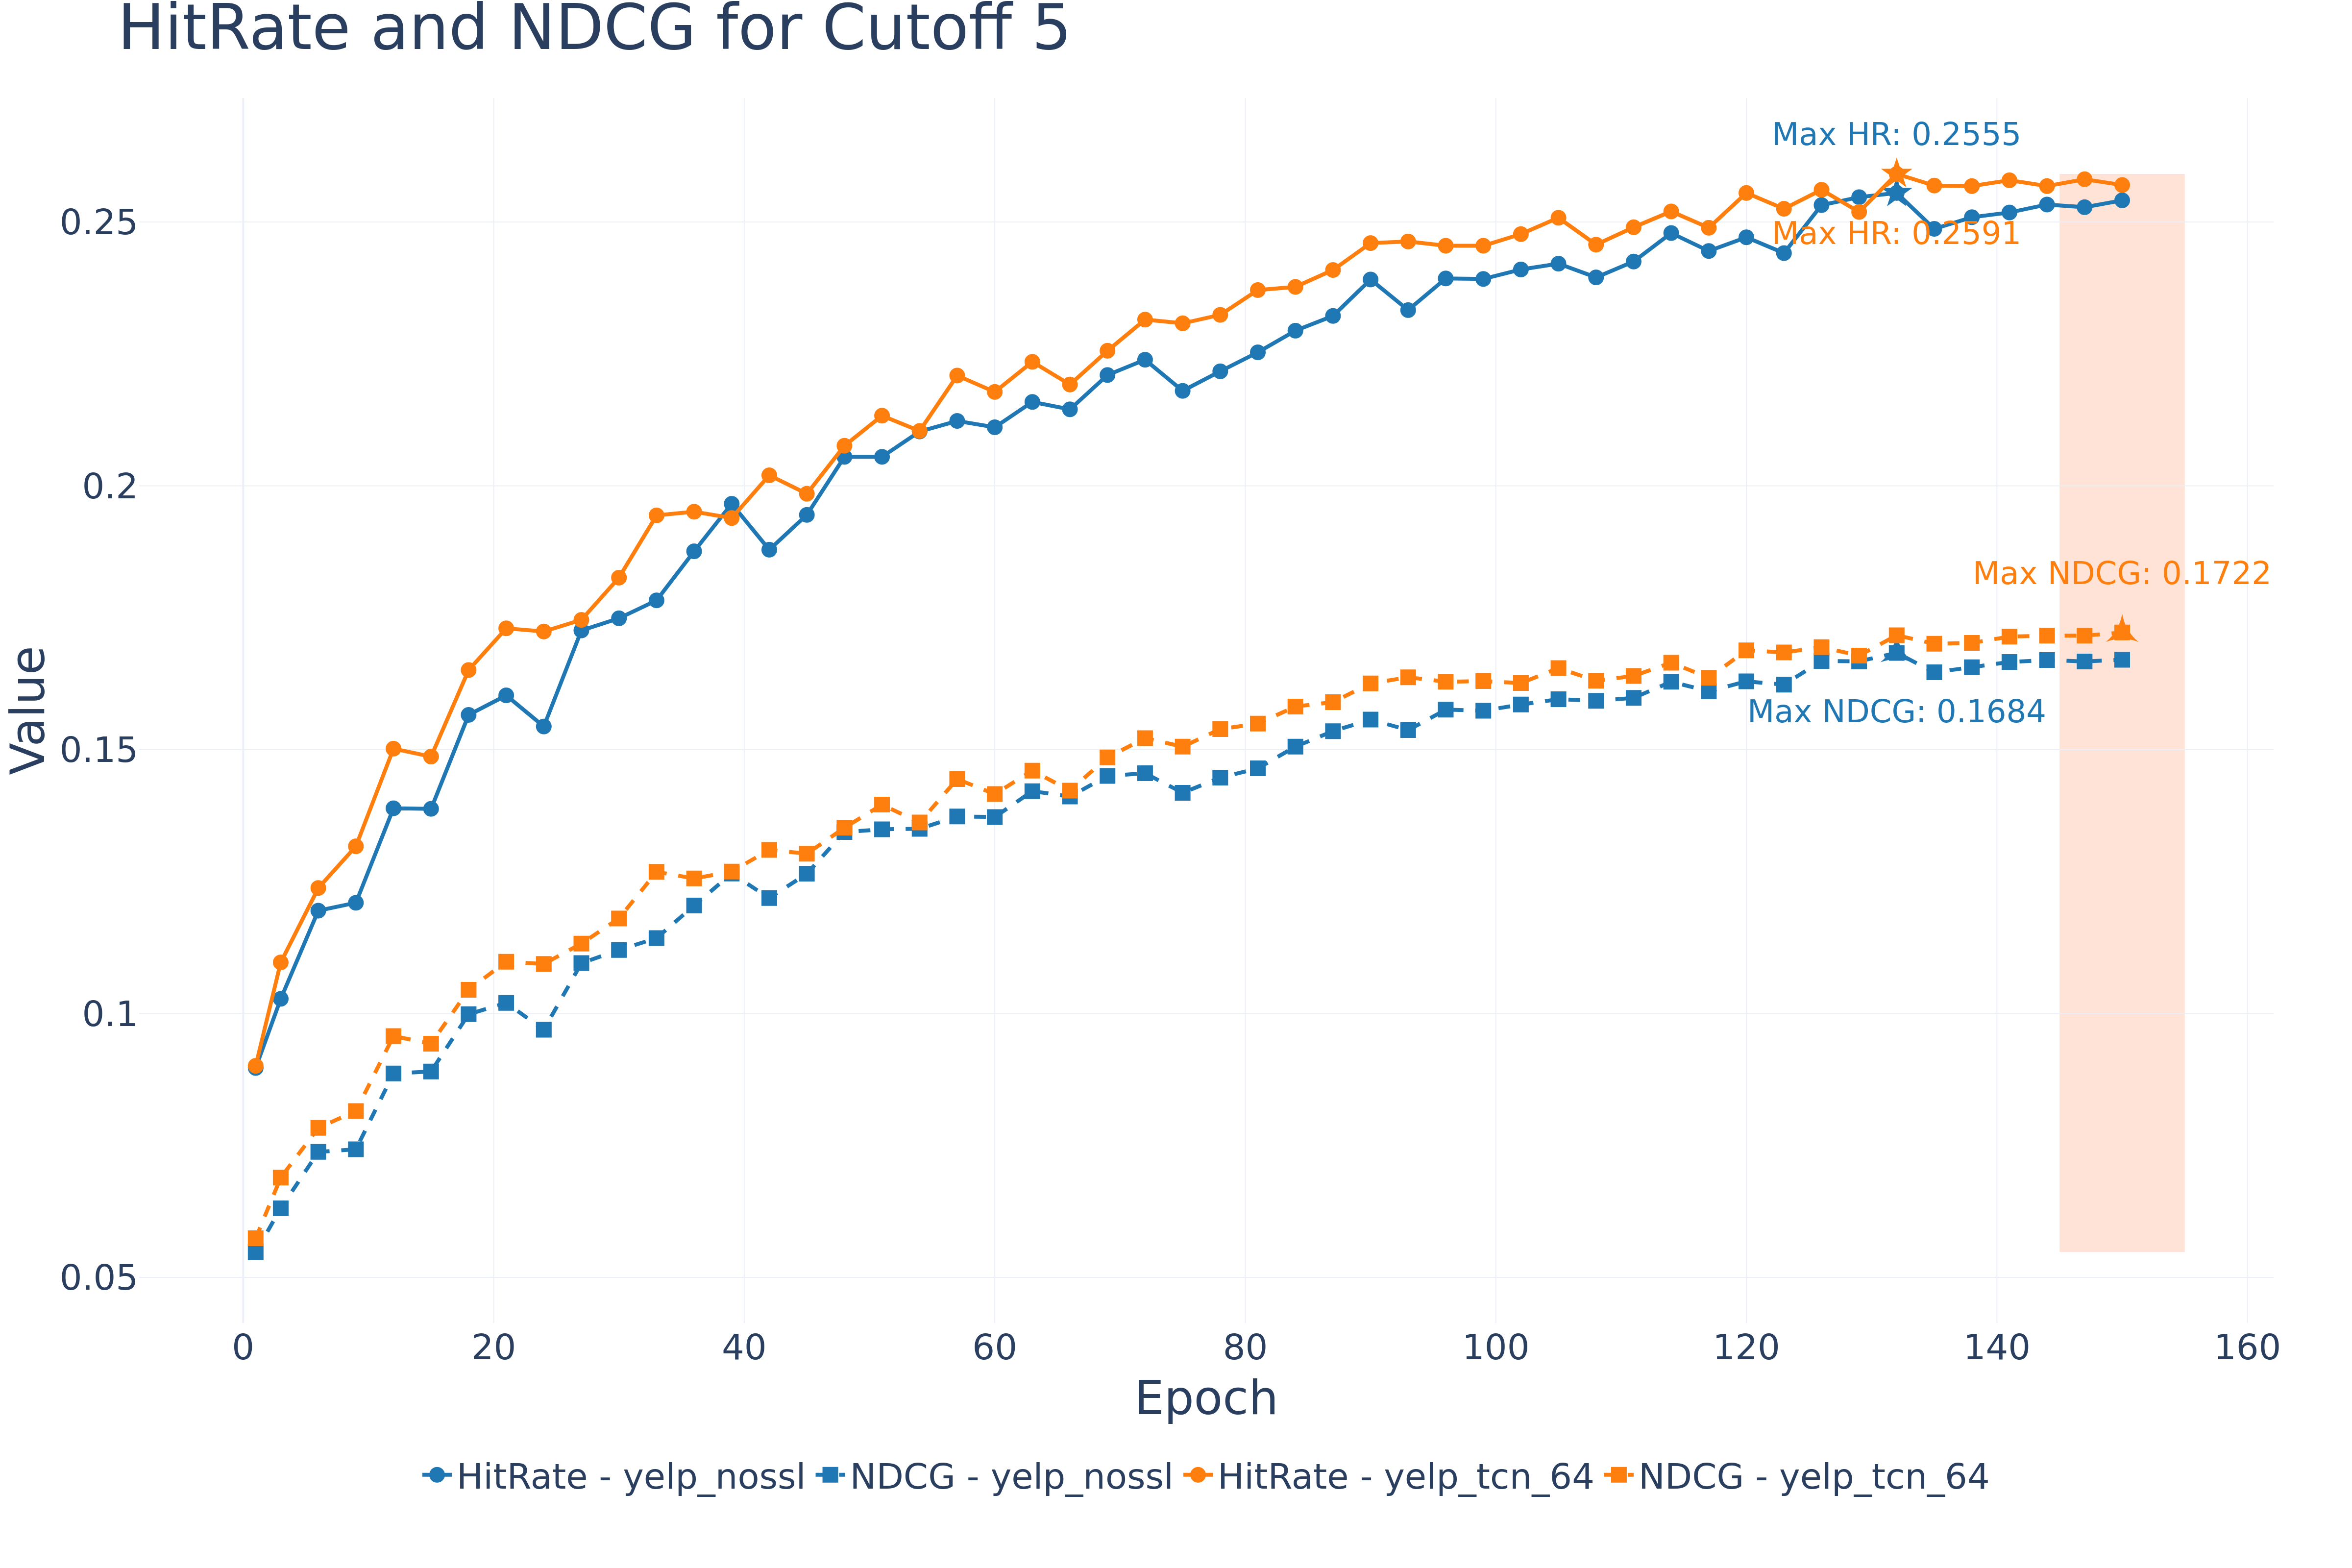 HitRate and NDCG for Cutoff 5
Max HR: 0.2555
Max HR: 0.2591
Max NDCG: 0.1722
Max NDCG: 0.1684
Value
0.25
0.2
0.15
0.1
0.05
0 20 40 60 80 100 120 140 160
Epoch
HitRate - yelp_nossl NDCG - yelp_nossl HitRate - yelp_tcn_64 NDCG - yelp_tcn_64